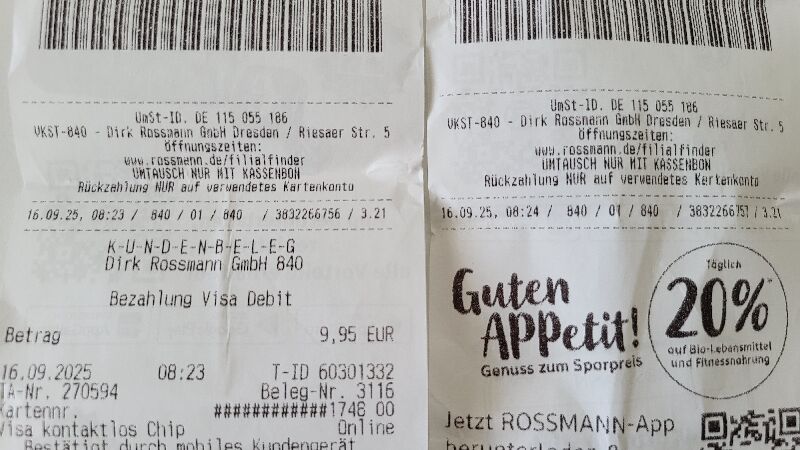 UmSt-ID. DE 115 055 186
VKST-840 - Dirk Rossmann GmbH Dresden / Riesaer Str. 5
Öffnungszeiten:
www.rossmann.de/filialfinder
UMTAUSCH NUR MIT KASSENBON
Rückzahlung NUR auf verwendetes Kartenkonto
16.09.25, 08:23 / 840 / 01 / 840 / 3832266756 / 3.21
K-U-N-D-E-N-B-E-L-E-G
Dirk Rossmann GmbH 840
Bezahlung Visa Debit
Betrag 9,95 EUR
16.09.2025 08:23 T-ID 60301332
TA-Nr. 270594 Beleg-Nr. 3116
Kartennr. ############1748 00
Visa kontaktlos Chip Online
Bestätigt durch mobiles Kundengerät
UmSt-ID. DE 115 055 186
VKST-840 - Dirk Rossmann GmbH Dresden / Riesaer Str. 5
Öffnungszeiten:
www.rossmann.de/filialfinder
UMTAUSCH NUR MIT KASSENBON
Rückzahlung NUR auf verwendetes Kartenkonto
16.09.25, 08:24 / 840 / 01 / 840 / 3832266757 / 3.21
Guten
APPetit!
Genuss zum Sparpreis
Täglich
20%*
auf Bio-Lebensmittel
und Fitnessnahrung
Jetzt ROSSMANN-App